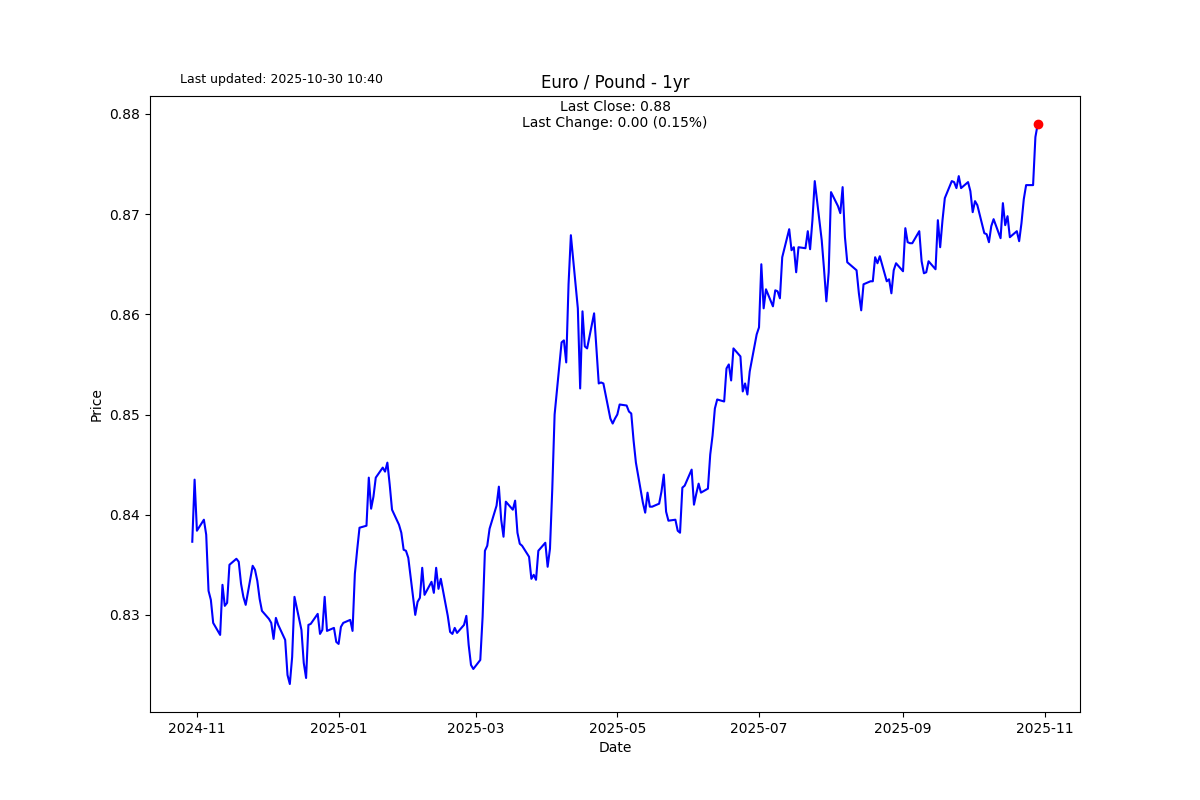 Last updated: 2025-10-30 10:40
Euro / Pound - 1yr
Last Close: 0.88
Last Change: 0.00 (0.15%)
0.88
0.87
0.86
0.85
0.84
0.83
Price
2024-11
2025-01
2025-03
2025-05
2025-07
2025-09
2025-11
Date